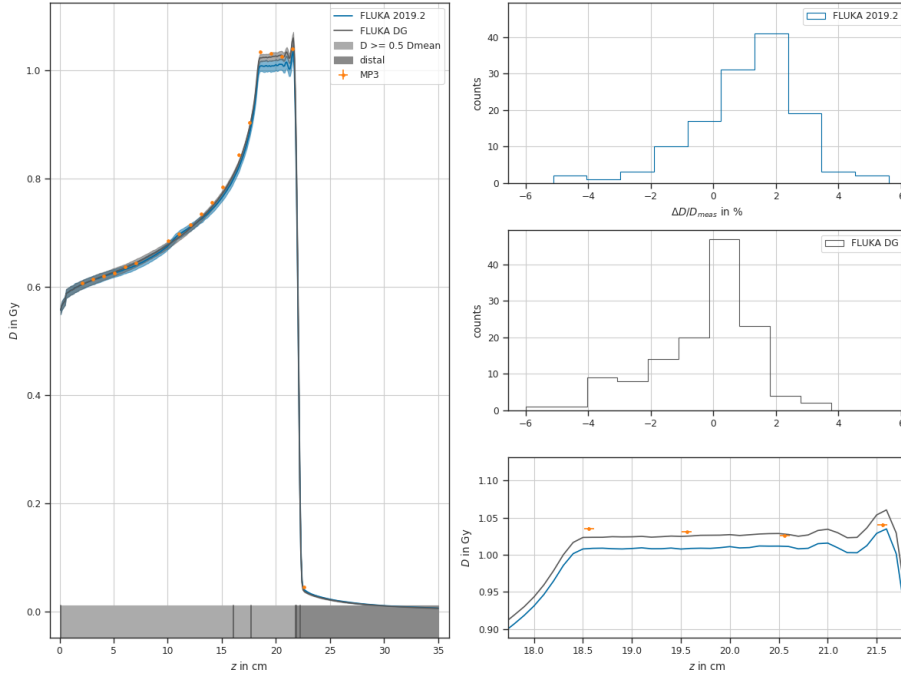 FLUKA 2019.2
FLUKA DG
D >= 0.5 Dmean
distal
MP3
D in Gy
1.0
0.8
0.6
0.4
0.2
0.0
0 5 10 15 20 25 30 35
z in cm
FLUKA 2019.2
counts
40
30
20
10
0
−6 −4 −2 0 2 4 6
ΔD/D_meas in %
FLUKA DG
counts
40
30
20
10
0
−6 −4 −2 0 2 4 6
D in Gy
1.10
1.05
1.00
0.95
0.90
18.0 18.5 19.0 19.5 20.0 20.5 21.0 21.5
z in cm